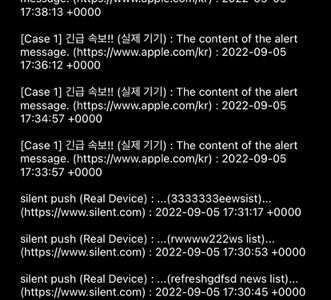 message. (https://www.apple.com/kr) : 2022-09-05
17:38:13 +0000
[Case 1] 긴급 속보!! (실제 기기) : The content of the alert
message. (https://www.apple.com/kr) : 2022-09-05
17:36:12 +0000
[Case 1] 긴급 속보!! (실제 기기) : The content of the alert
message. (https://www.apple.com/kr) : 2022-09-05
17:34:57 +0000
[Case 1] 긴급 속보!! (실제 기기) : The content of the alert
message. (https://www.apple.com/kr) : 2022-09-05
17:33:57 +0000
silent push (Real Device) : ...(3333333eewsist)...
(https://www.silent.com) : 2022-09-05 17:31:17 +0000
silent push (Real Device) : ...(rwwww222ws list)...
(https://www.silent.com) : 2022-09-05 17:30:53 +0000
silent push (Real Device) : ...(refreshgdfsd news list)...
(https://www.silent.com) : 2022-09-05 17:30:45 +0000